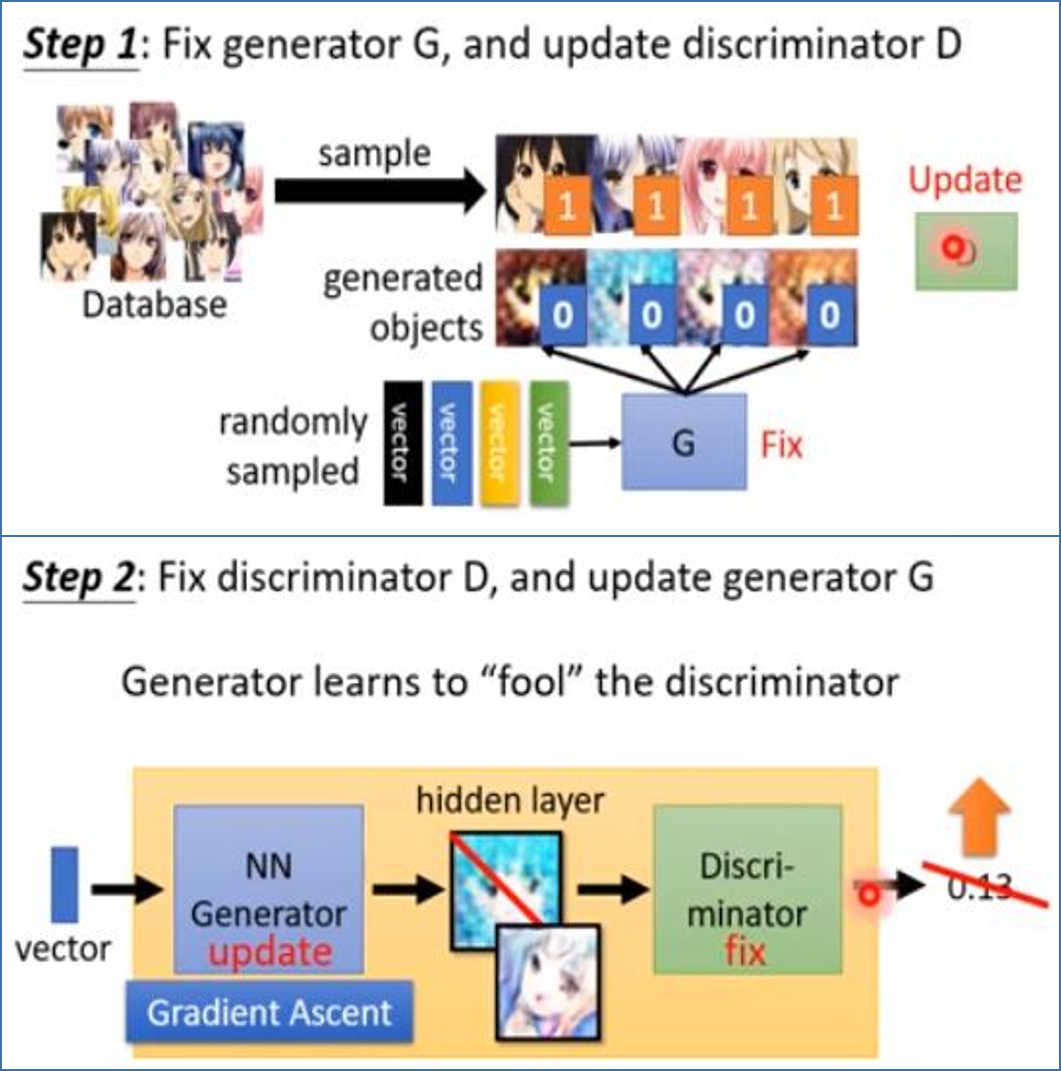 Step 1: Fix generator G, and update discriminator D
sample
1 1 1 1
Update
D
Database
generated
objects
0 0 0 0
randomly
sampled
vector
vector
vector
vector
G
Fix
Step 2: Fix discriminator D, and update generator G
Generator learns to “fool” the discriminator
hidden layer
NN
Generator
update
Discri-
minator
fix
0.13
vector
Gradient Ascent